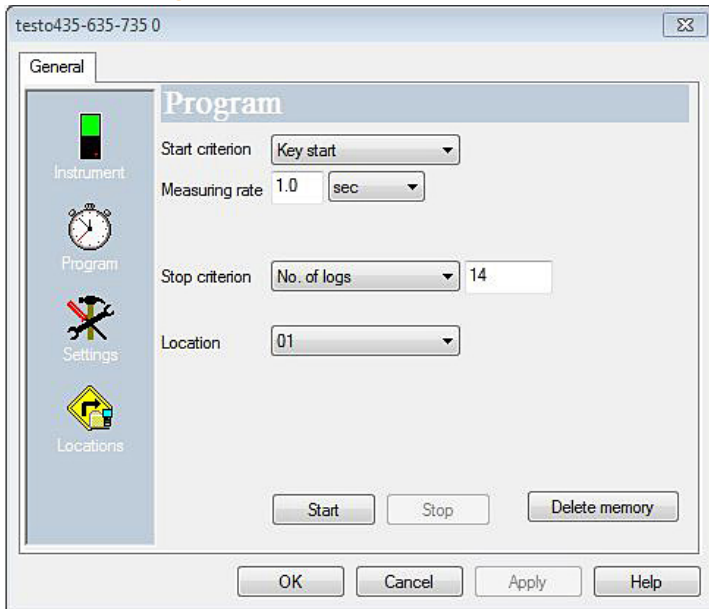 testo435-635-735 0
General
Program
Instrument
Program
Settings
Locations
Start criterion Key start
Measuring rate 1.0 sec
Stop criterion No. of logs 14
Location 01
Start Stop Delete memory
OK Cancel Apply Help